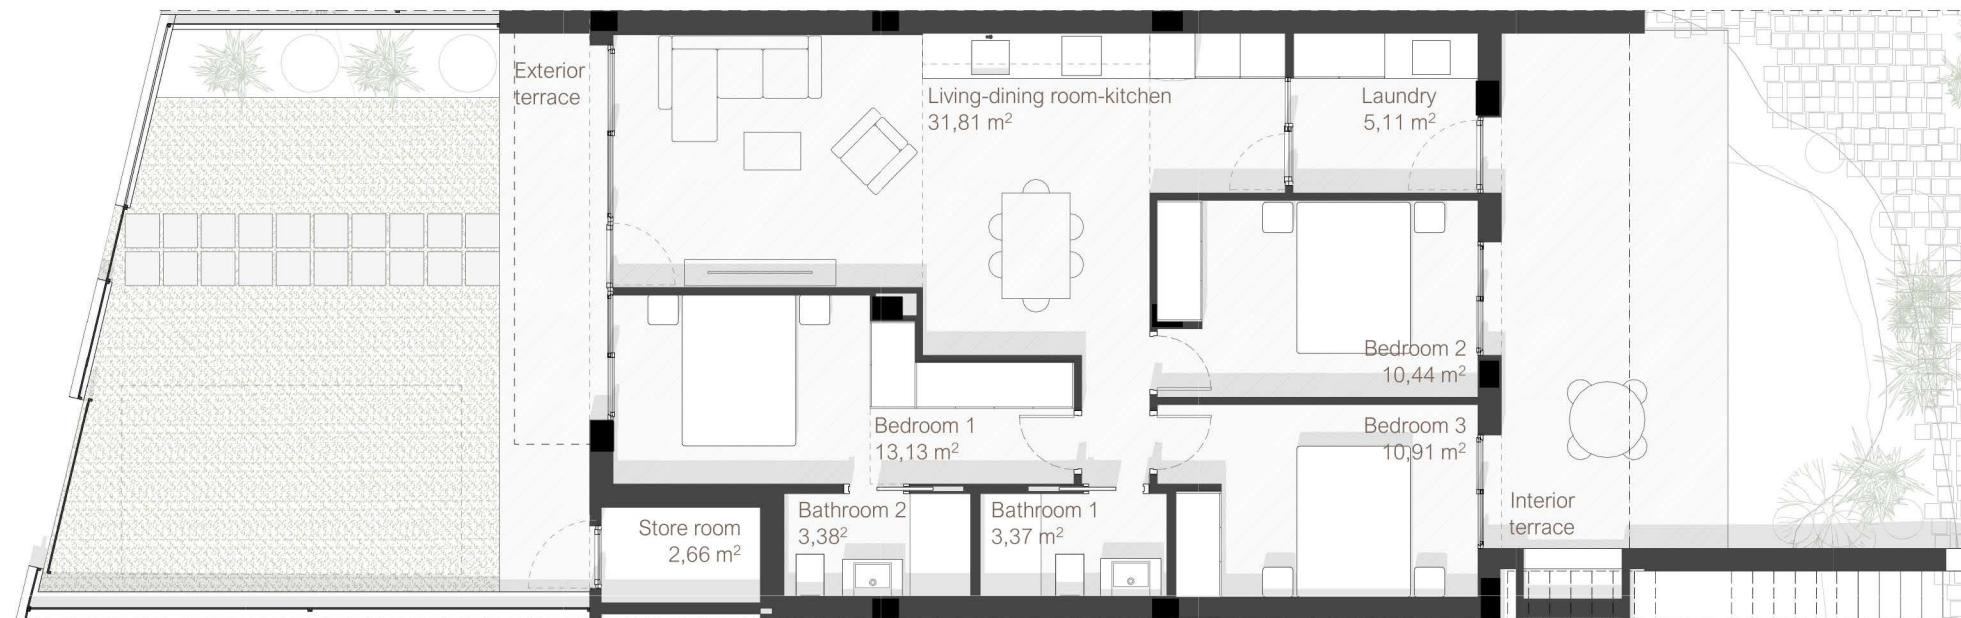 Exterior
terrace
Living-dining room-kitchen
31,81 m²
Laundry
5,11 m²
Bedroom 2
10,44 m²
Bedroom 1
13,13 m²
Bedroom 3
10,91 m²
Store room
2,66 m²
Bathroom 2
3,38²
Bathroom 1
3,37 m²
Interior
terrace